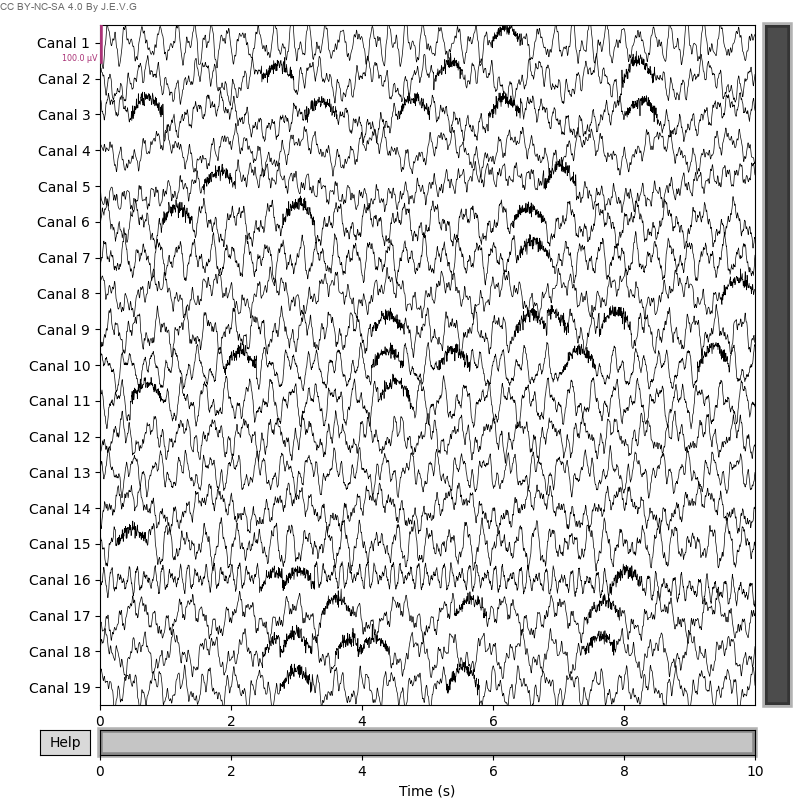 CC BY-NC-SA 4.0 By J.E.V.G
Canal 1
100.0 µV
Canal 2
Canal 3
Canal 4
Canal 5
Canal 6
Canal 7
Canal 8
Canal 9
Canal 10
Canal 11
Canal 12
Canal 13
Canal 14
Canal 15
Canal 16
Canal 17
Canal 18
Canal 19
0 2 4 6 8
Help
0 2 4 6 8 10
Time (s)